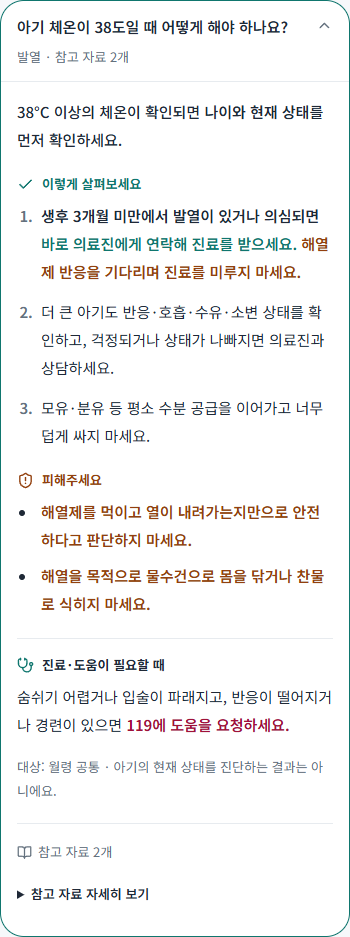 아기 체온이 38도일 때 어떻게 해야 하나요?
발열 · 참고 자료 2개
38°C 이상의 체온이 확인되면 나이와 현재 상태를
먼저 확인하세요.
이렇게 살펴보세요
1. 생후 3개월 미만에서 발열이 있거나 의심되면
바로 의료진에게 연락해 진료를 받으세요. 해열
제 반응을 기다리며 진료를 미루지 마세요.
2. 더 큰 아기도 반응·호흡·수유·소변 상태를 확
인하고, 걱정되거나 상태가 나빠지면 의료진과
상담하세요.
3. 모유·분유 등 평소 수분 공급을 이어가고 너무
덥게 싸지 마세요.
피해주세요
• 해열제를 먹이고 열이 내려가는지만으로 안전
하다고 판단하지 마세요.
• 해열을 목적으로 물수건으로 몸을 닦거나 찬물
로 식히지 마세요.
진료·도움이 필요할 때
숨쉬기 어렵거나 입술이 파래지고, 반응이 떨어지거
나 경련이 있으면 119에 도움을 요청하세요.
대상: 월령 공통 · 아기의 현재 상태를 진단하는 결과는 아
니에요.
참고 자료 2개
▶ 참고 자료 자세히 보기